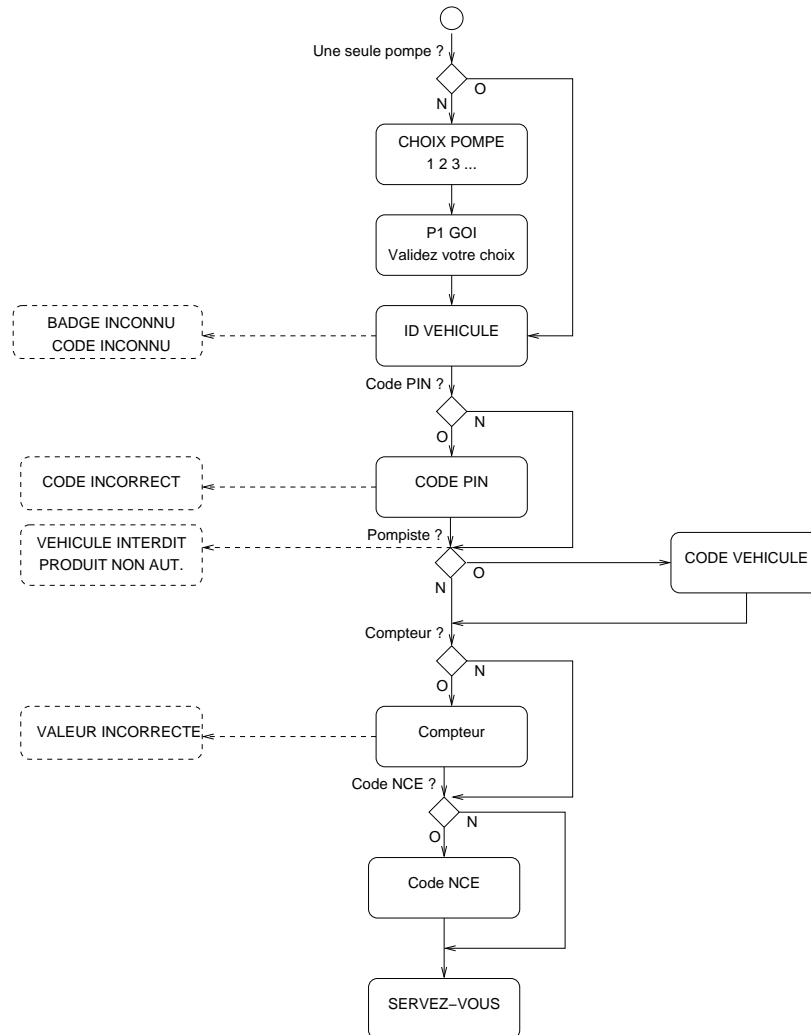 Une seule pompe ?
O
N
CHOIX POMPE
1 2 3 ...
P1 GOI
Validez votre choix
BADGE INCONNU
CODE INCONNU
ID VEHICULE
Code PIN ?
N
O
CODE INCORRECT
CODE PIN
Pompiste ?
VEHICULE INTERDIT
PRODUIT NON AUT.
CODE VEHICULE
O
N
Compteur ?
N
O
VALEUR INCORRECTE
Compteur
Code NCE ?
N
O
Code NCE
SERVEZ−VOUS